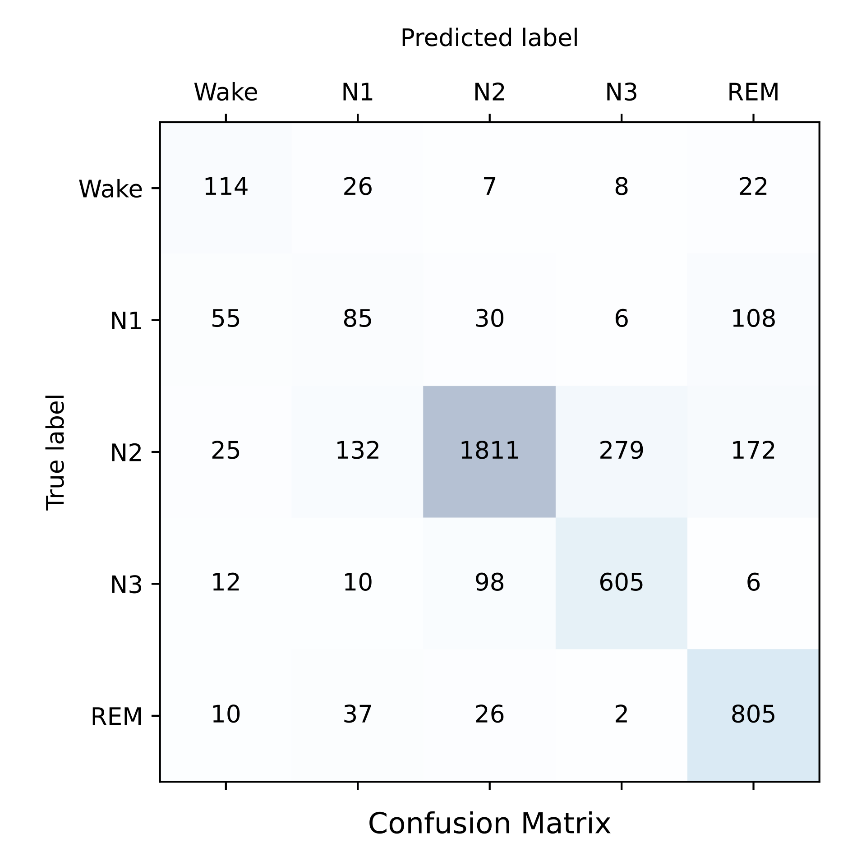 Predicted label
Wake N1 N2 N3 REM
Wake 114 26 7 8 22
N1 55 85 30 6 108
True label
N2 25 132 1811 279 172
N3 12 10 98 605 6
REM 10 37 26 2 805
Confusion Matrix